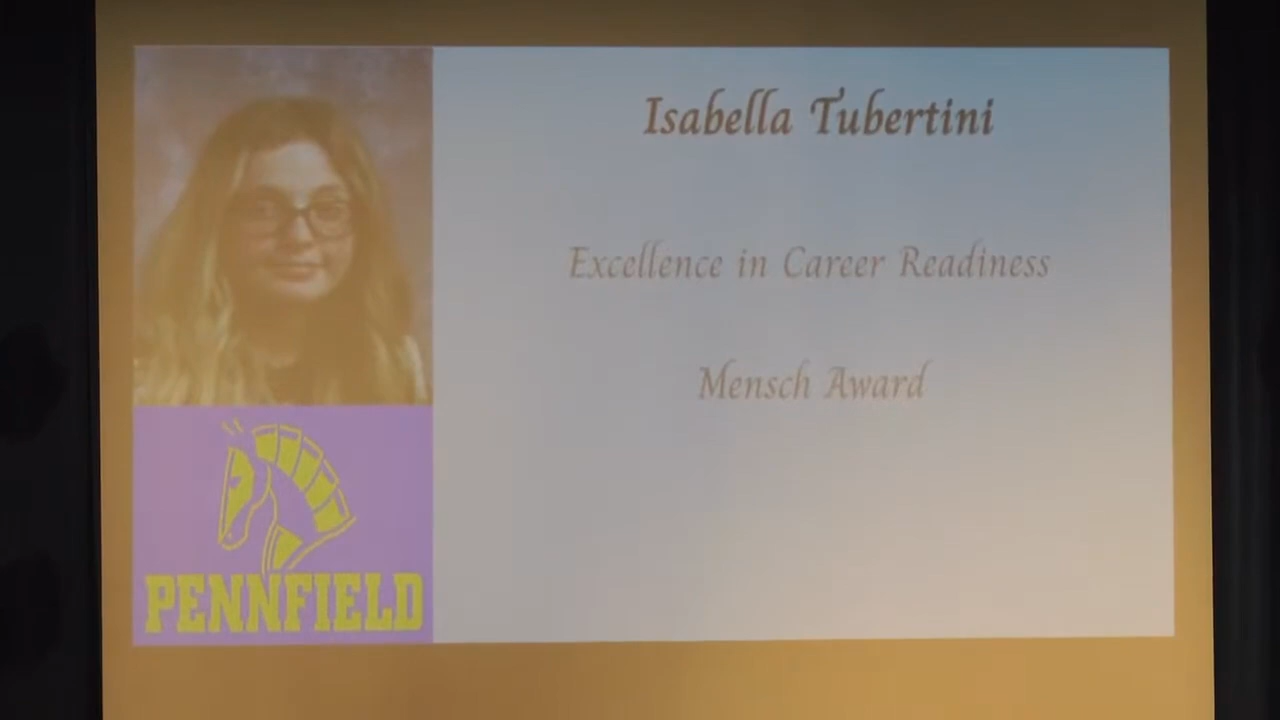 Isabella Tubertini
Excellence in Career Readiness
Mensch Award
PENNFIELD